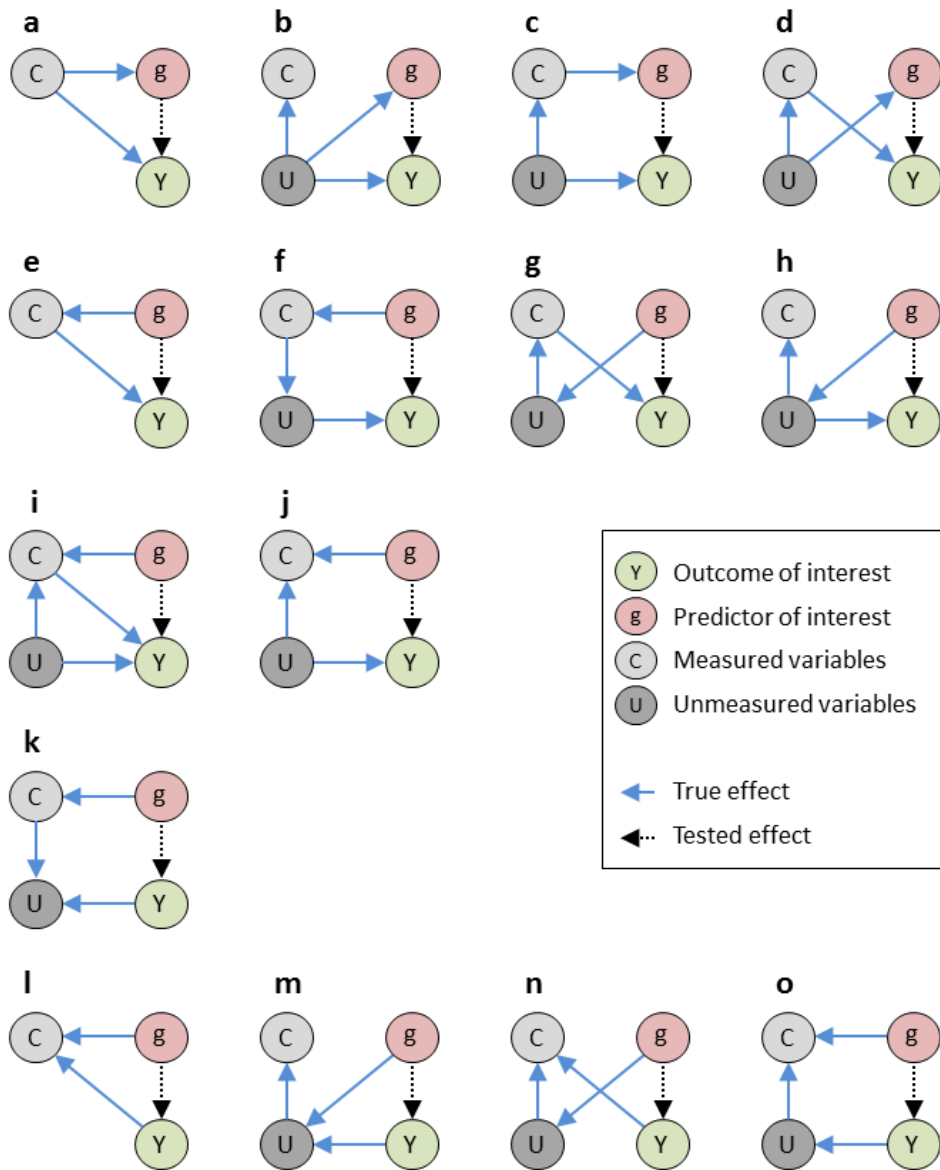 a b c d
C g C g C g C g
Y U Y U Y U Y
e f g h
C g C g C g C g
Y U Y U Y U Y
i j
C g C g
U Y U Y
Y Outcome of interest
g Predictor of interest
C Measured variables
U Unmeasured variables
True effect
Tested effect
k
C g
U Y
l m n o
C g C g C g C g
Y U Y U Y U Y